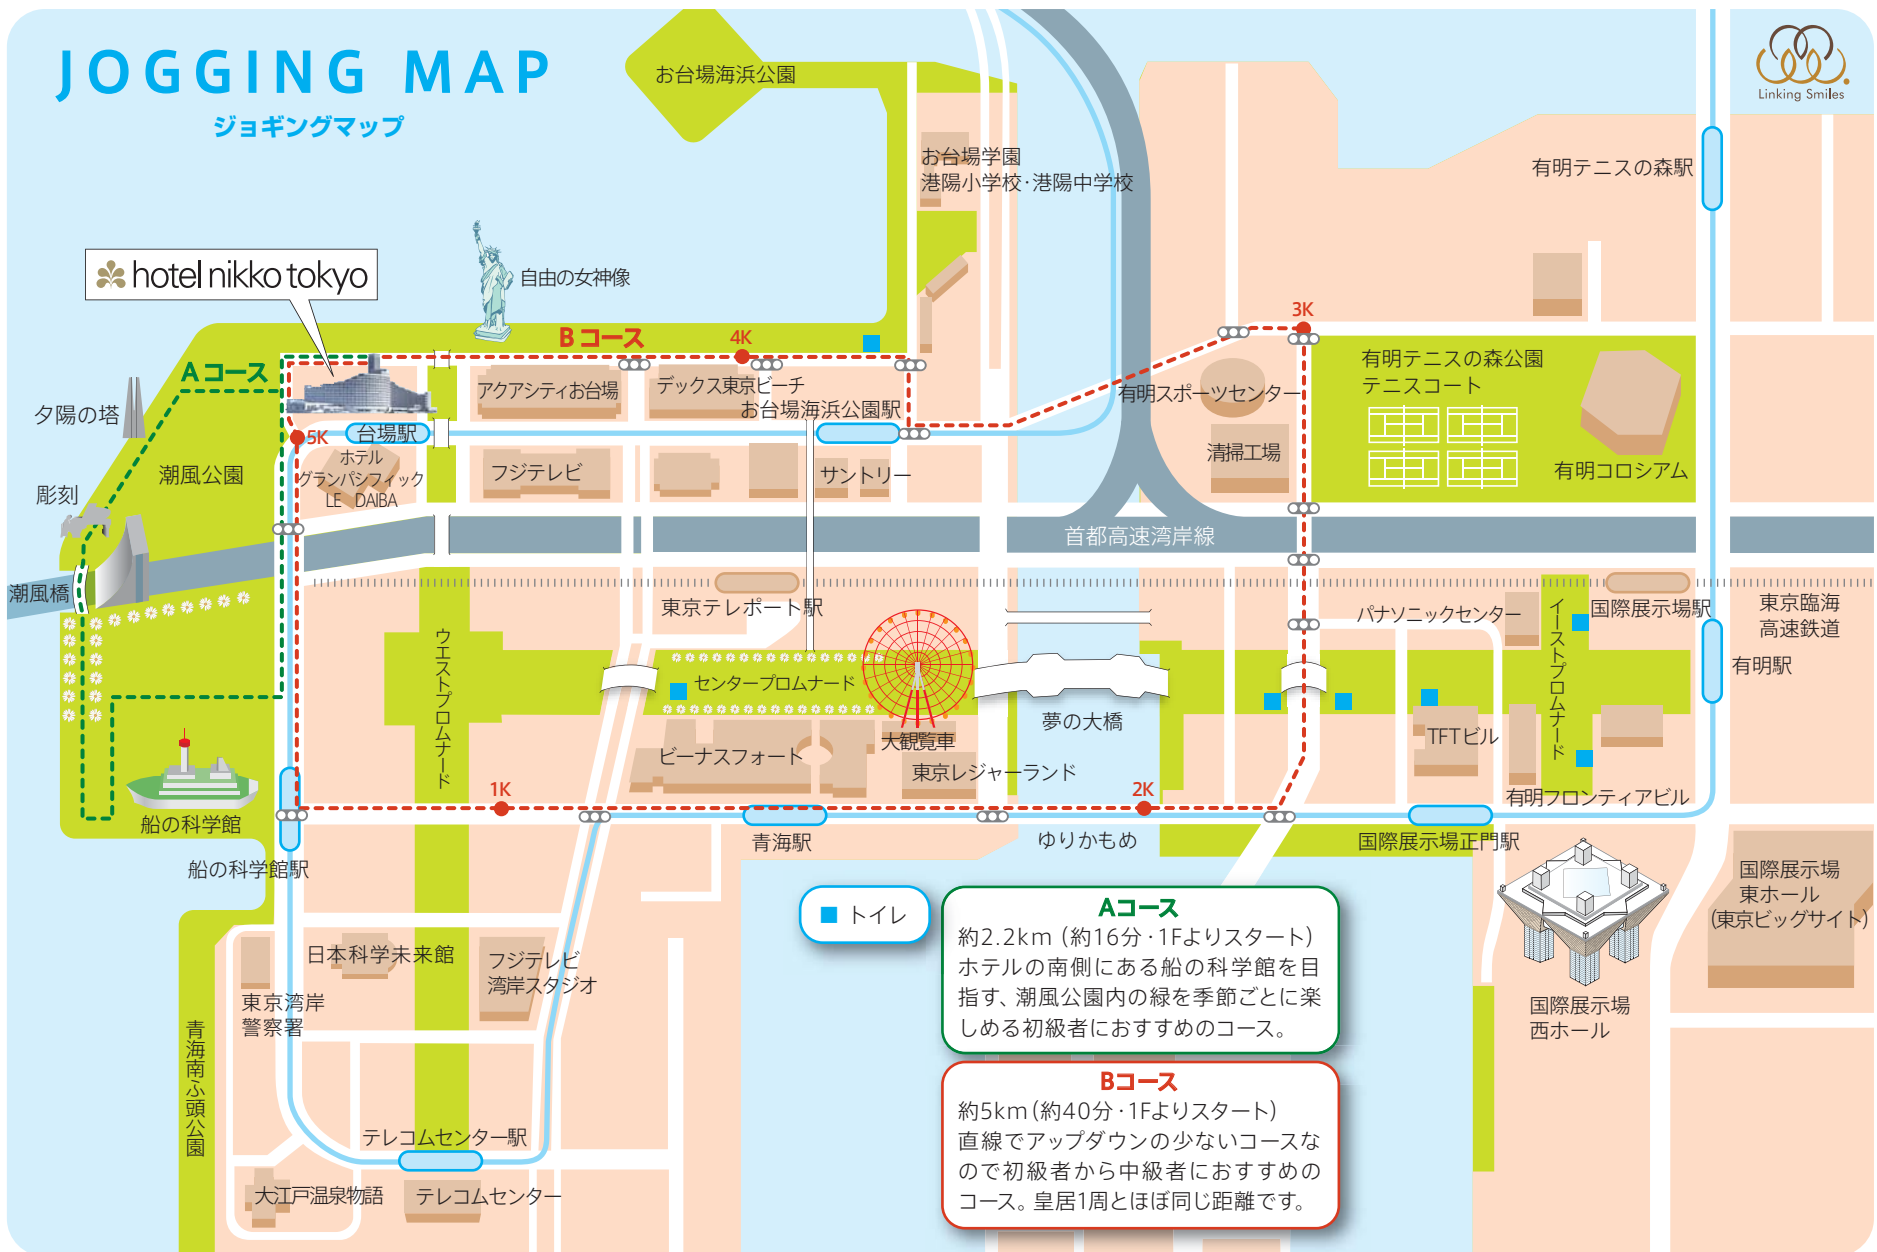 JOGGING MAP
ジョギングマップ
Linking Smiles
お台場海浜公園
お台場学園
港陽小学校・港陽中学校
有明テニスの森駅
hotel nikko tokyo
自由の女神像
Bコース
4K
3K
Aコース
夕陽の塔
アクアシティお台場
デックス東京ビーチ
お台場海浜公園駅
有明スポーツセンター
有明テニスの森公園
テニスコート
5K
台場駅
潮風公園
ホテル
グランパシフィック
LE DAIBA
フジテレビ
サントリー
清掃工場
有明コロシアム
彫刻
首都高速湾岸線
潮風橋
東京テレポート駅
パナソニックセンター
国際展示場駅
東京臨海
高速鉄道
有明駅
ウエストプロムナード
センタープロムナード
イーストプロムナード
夢の大橋
大観覧車
ビーナスフォート
東京レジャーランド
TFTビル
有明フロンティアビル
1K
2K
船の科学館
船の科学館駅
青海駅
ゆりかもめ
国際展示場正門駅
国際展示場
東ホール
(東京ビッグサイト)
国際展示場
西ホール
日本科学未来館
フジテレビ
湾岸スタジオ
東京湾岸
警察署
青海南ふ頭公園
テレコムセンター駅
大江戸温泉物語
テレコムセンター
トイレ
Aコース
約2.2km(約16分・1Fよりスタート)
ホテルの南側にある船の科学館を目
指す、潮風公園内の緑を季節ごとに楽
しめる初級者におすすめのコース。
Bコース
約5km(約40分・1Fよりスタート)
直線でアップダウンの少ないコースな
ので初級者から中級者におすすめの
コース。皇居1周とほぼ同じ距離です。